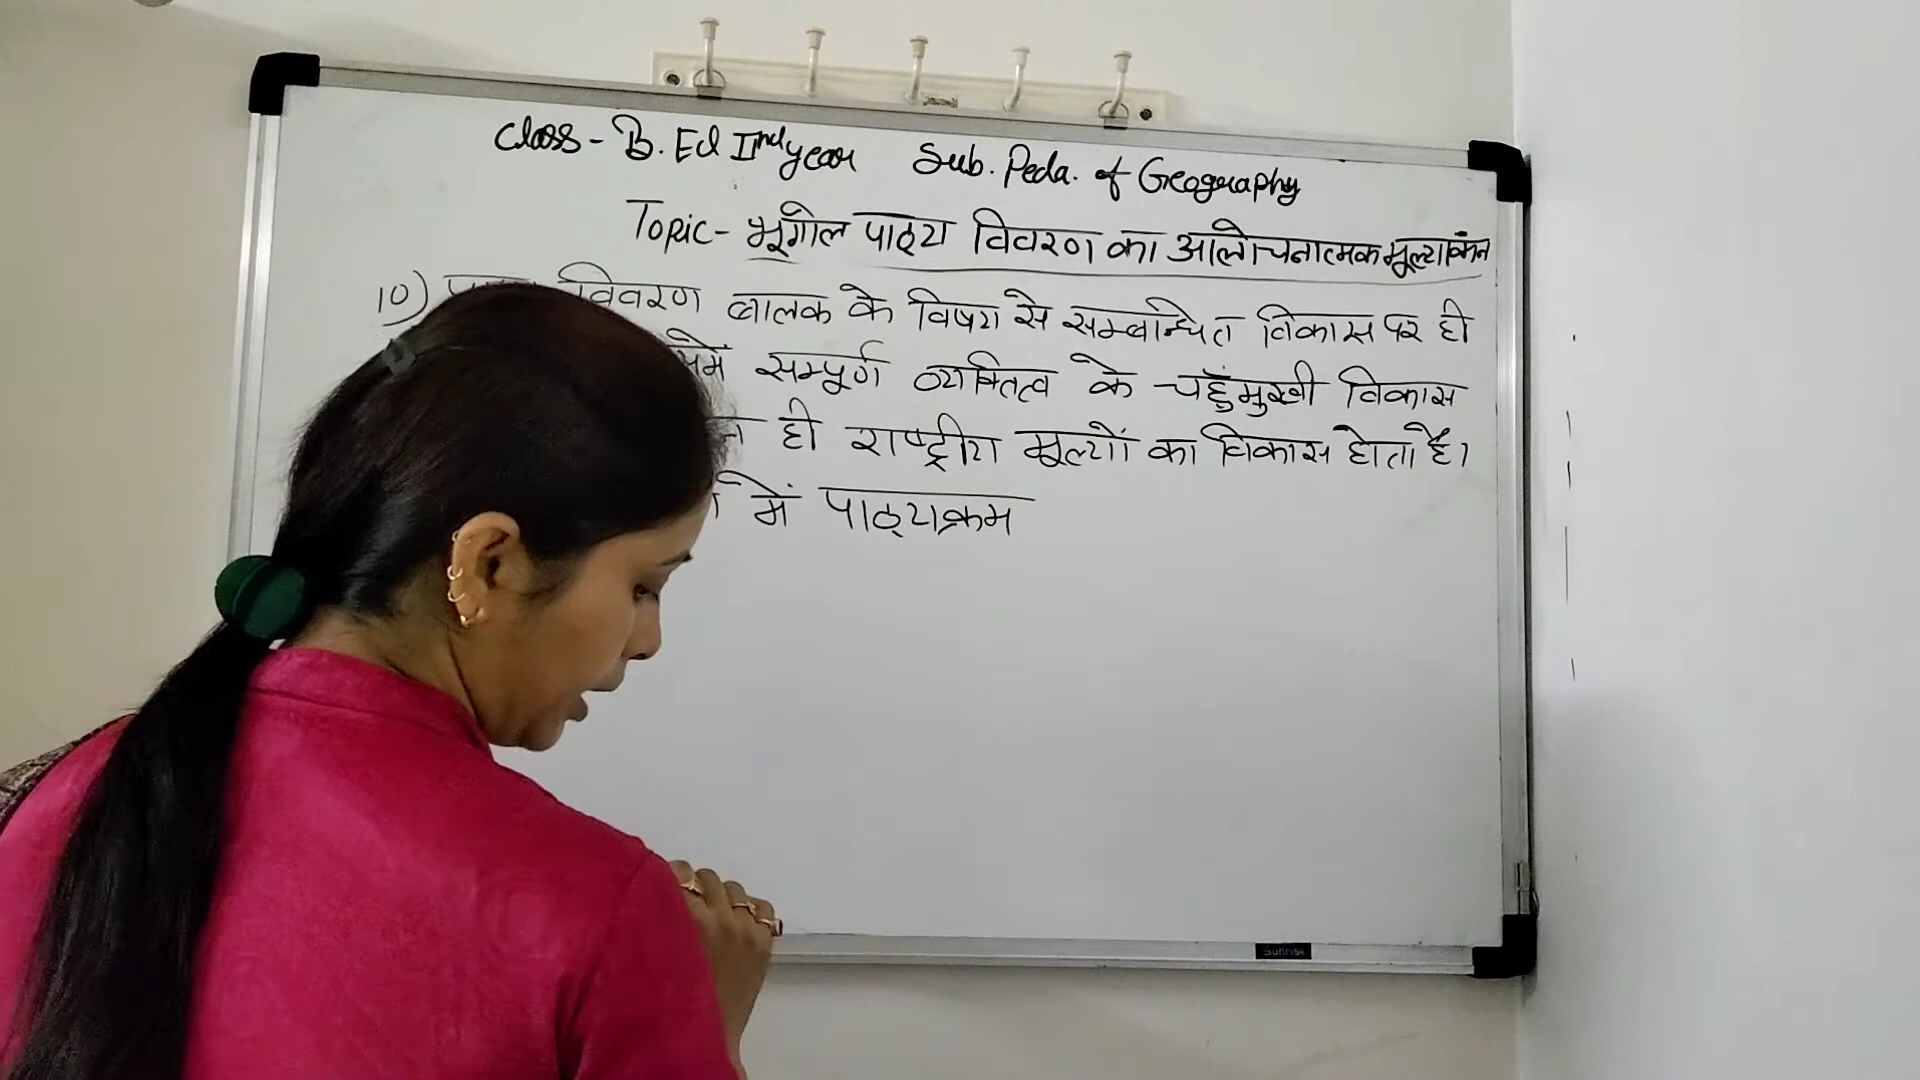 Class - B. Ed IInd year Sub. Peda. of Geography
Topic - भूगोल पाठ्य विवरण का आलोचनात्मक मूल्यांकन
10) विवरण बालक के विषय से सम्बन्धित विकास पर ही
सम्पूर्ण व्यक्तित्व के चहुँमुखी विकास
ही राष्ट्रीय मूल्यों का विकास होता है।
में पाठ्यक्रम
Sunrise